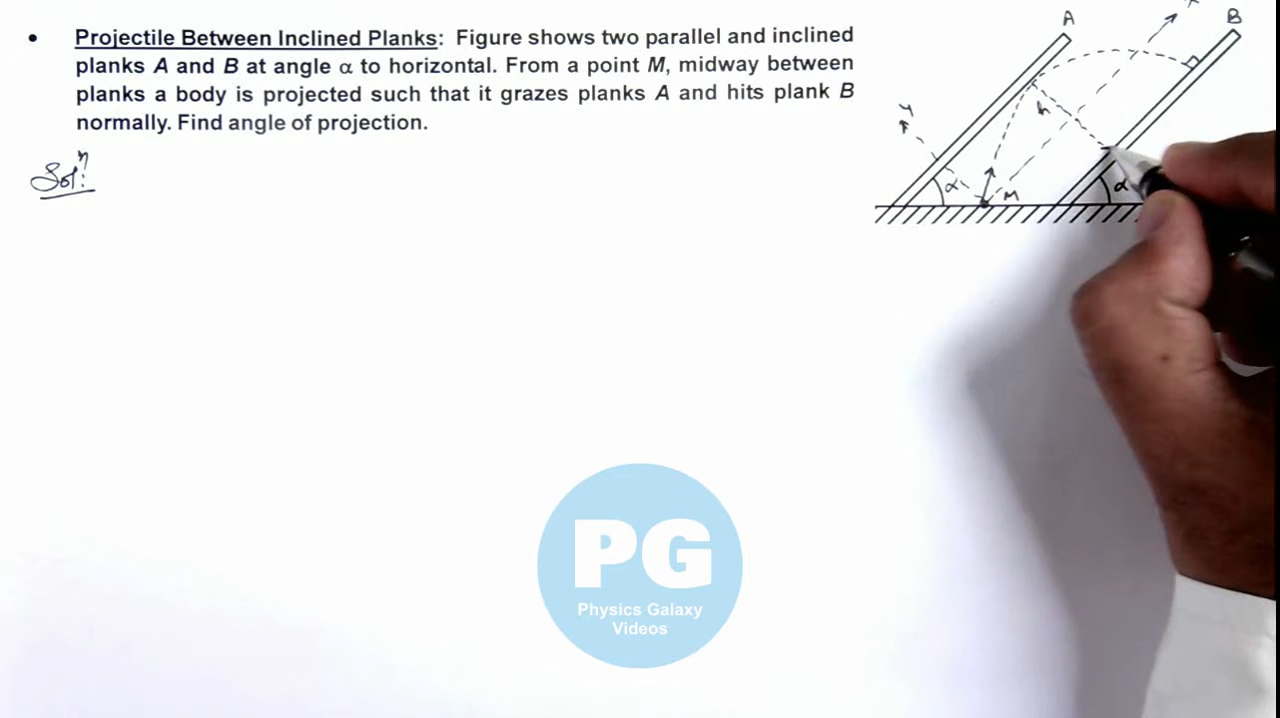 • Projectile Between Inclined Planks: Figure shows two parallel and inclined
planks A and B at angle α to horizontal. From a point M, midway between
planks a body is projected such that it grazes planks A and hits plank B
normally. Find angle of projection.
Solⁿ:
A
B
y
h
α
M
α
PG
Physics Galaxy
Videos